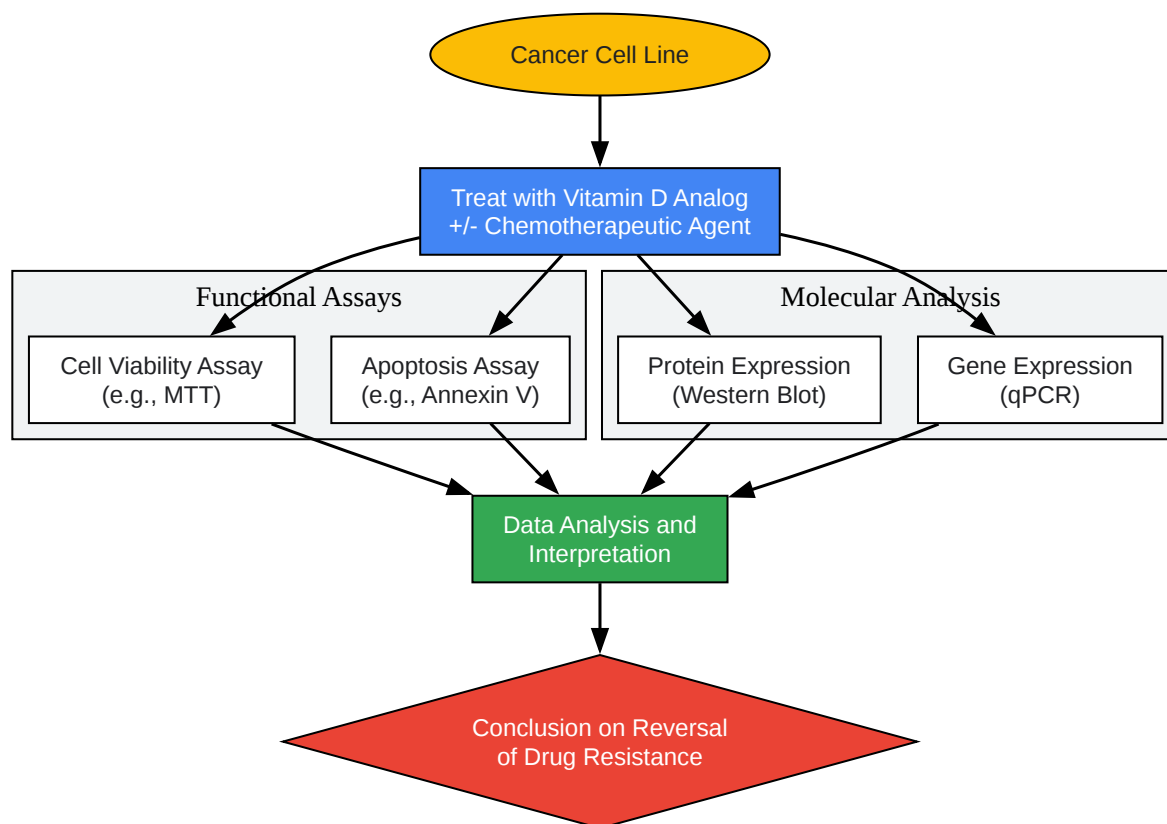 Cancer Cell Line
Treat with Vitamin D Analog
+/- Chemotherapeutic Agent
Functional Assays
Cell Viability Assay
(e.g., MTT)
Apoptosis Assay
(e.g., Annexin V)
Molecular Analysis
Protein Expression
(Western Blot)
Gene Expression
(qPCR)
Data Analysis and
Interpretation
Conclusion on Reversal
of Drug Resistance